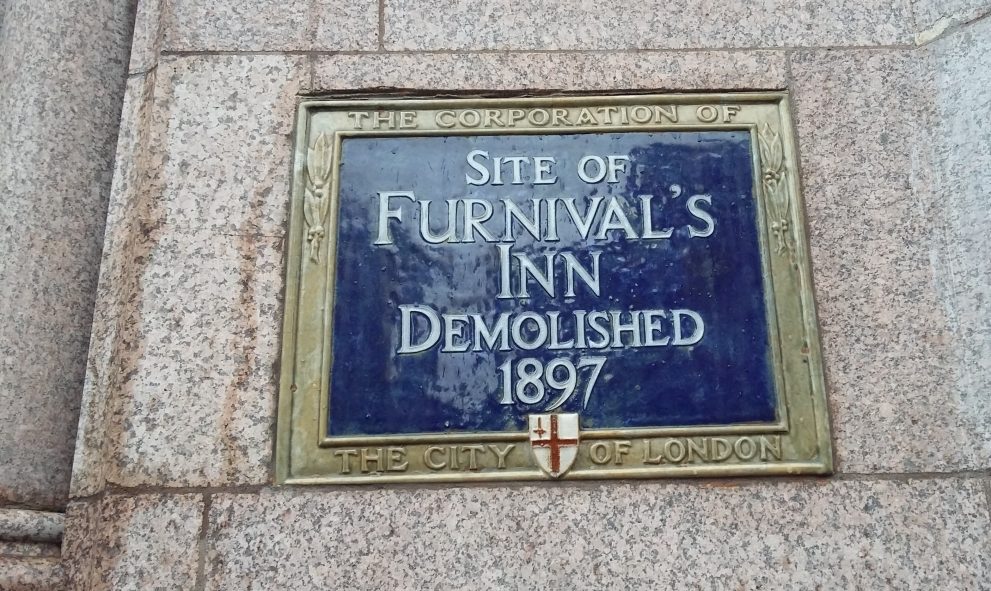 THE CORPORATION OF
SITE OF
FURNIVAL'S
INN
DEMOLISHED
1897
THE CITY OF LONDON